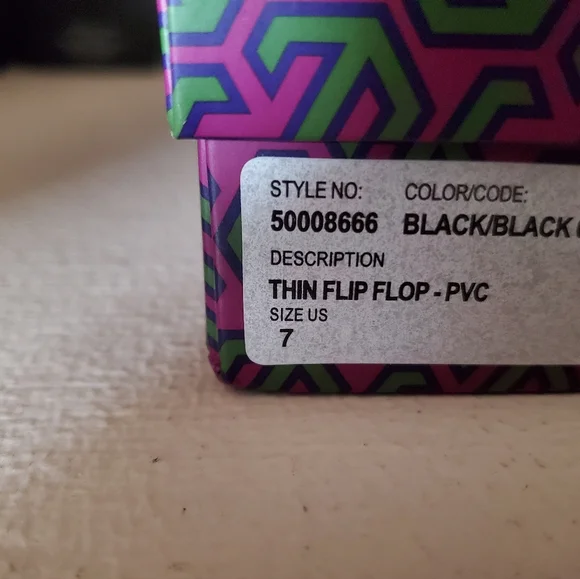 STYLE NO: COLOR/CODE:
50008666 BLACK/BLACK
DESCRIPTION
THIN FLIP FLOP - PVC
SIZE US
7